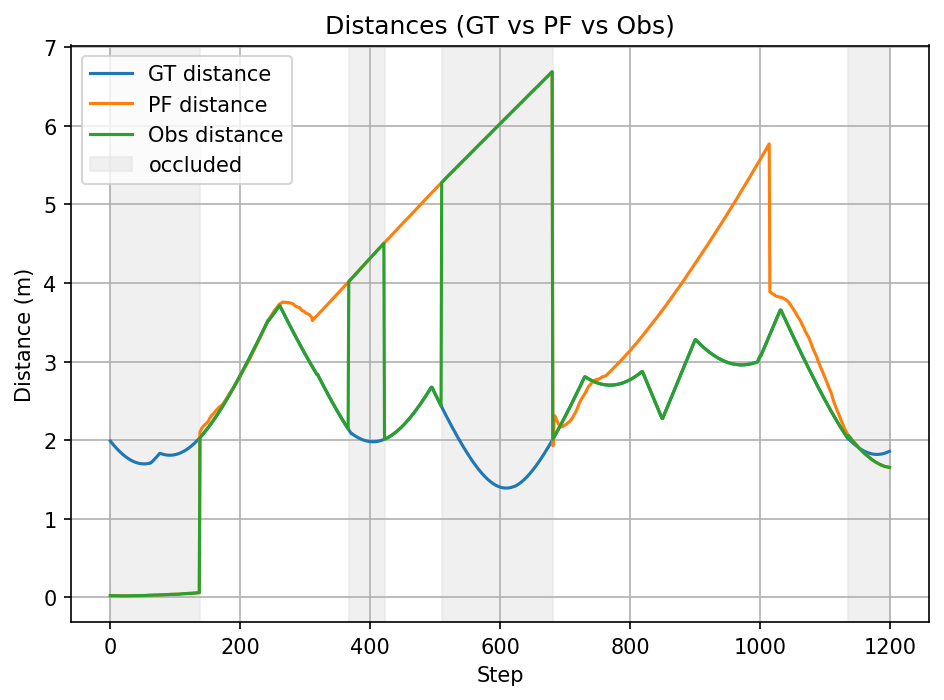 Distances (GT vs PF vs Obs)
7
6
5
4
3
2
1
0
Distance (m)
GT distance
PF distance
Obs distance
occluded
0
200
400
600
800
1000
1200
Step